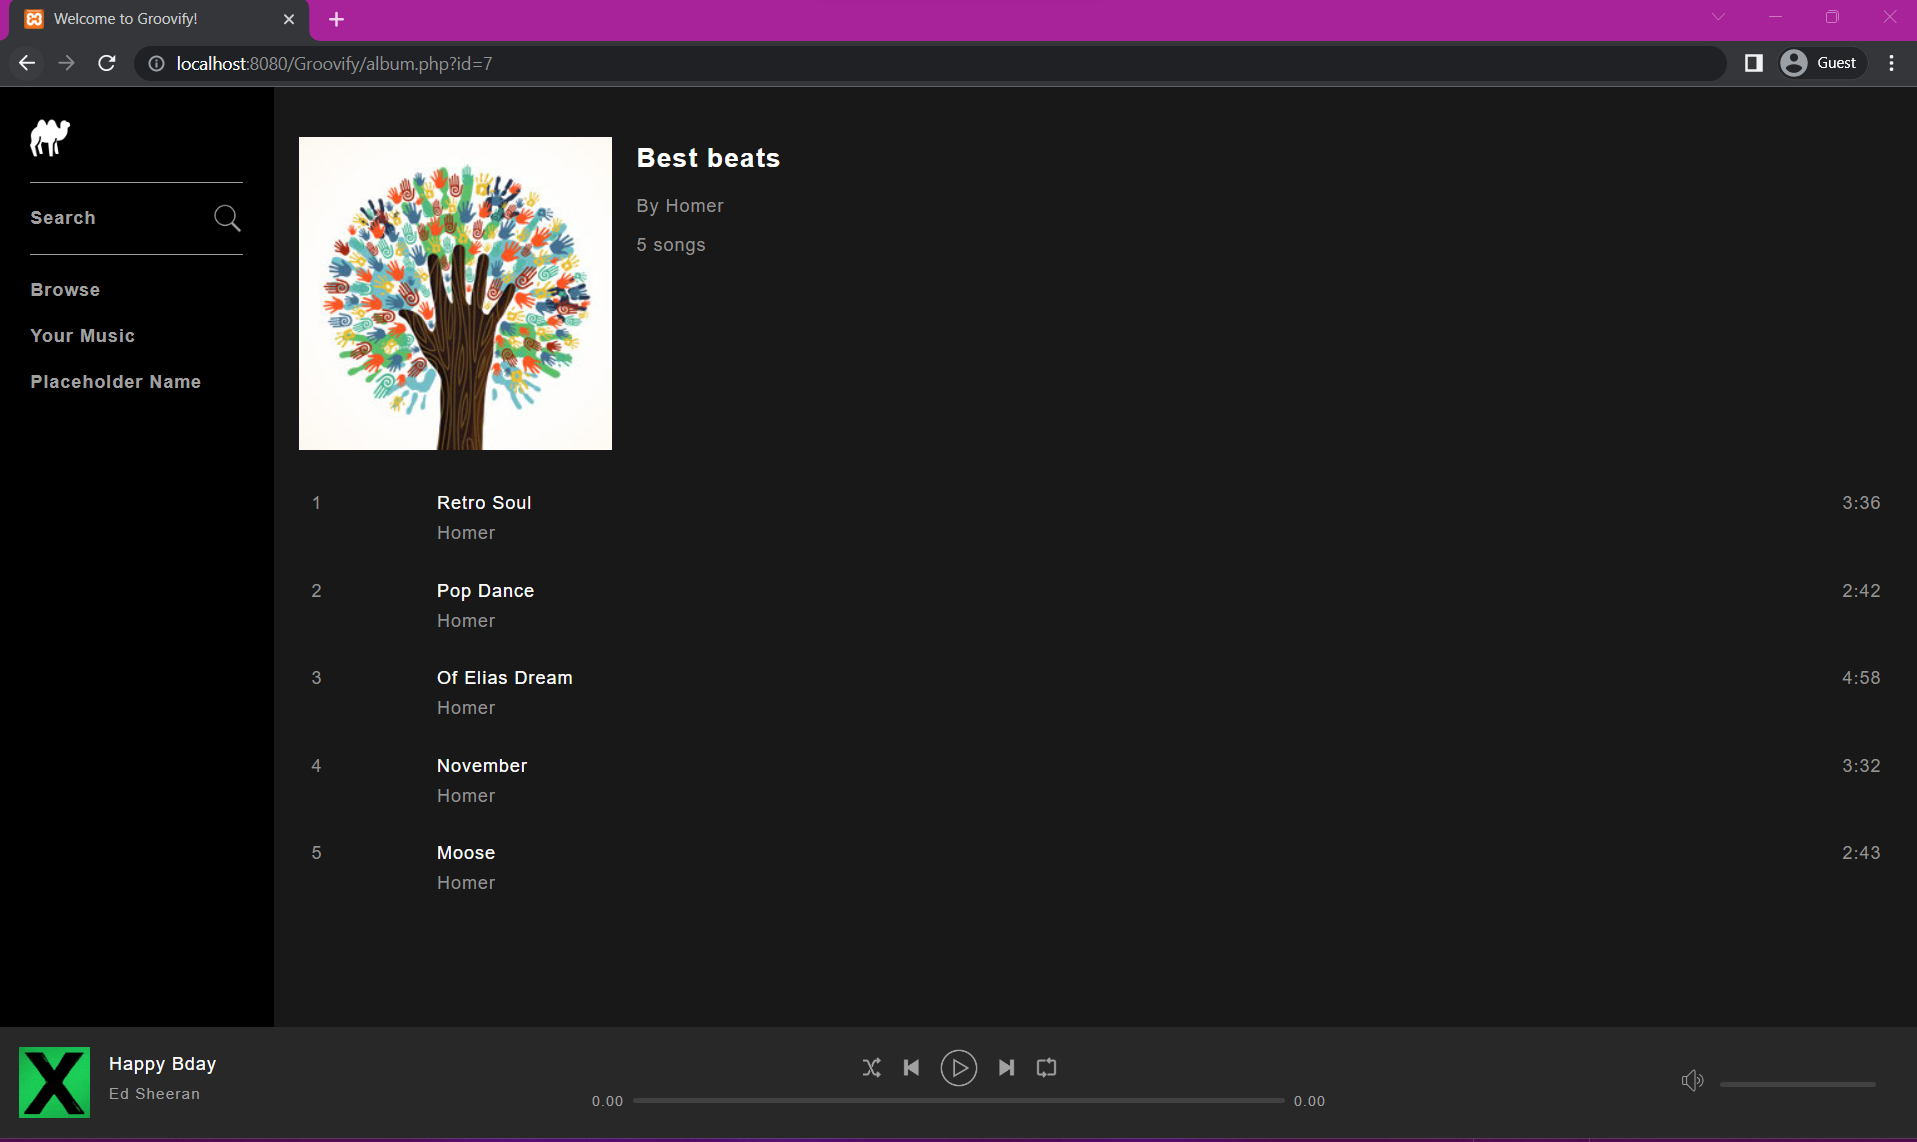 Welcome to Groovify!
localhost:8080/Groovify/album.php?id=7
Guest
Search
Browse
Your Music
Placeholder Name
Best beats
By Homer
5 songs
1 Retro Soul 3:36
Homer
2 Pop Dance 2:42
Homer
3 Of Elias Dream 4:58
Homer
4 November 3:32
Homer
5 Moose 2:43
Homer
Happy Bday
Ed Sheeran
0.00 0.00